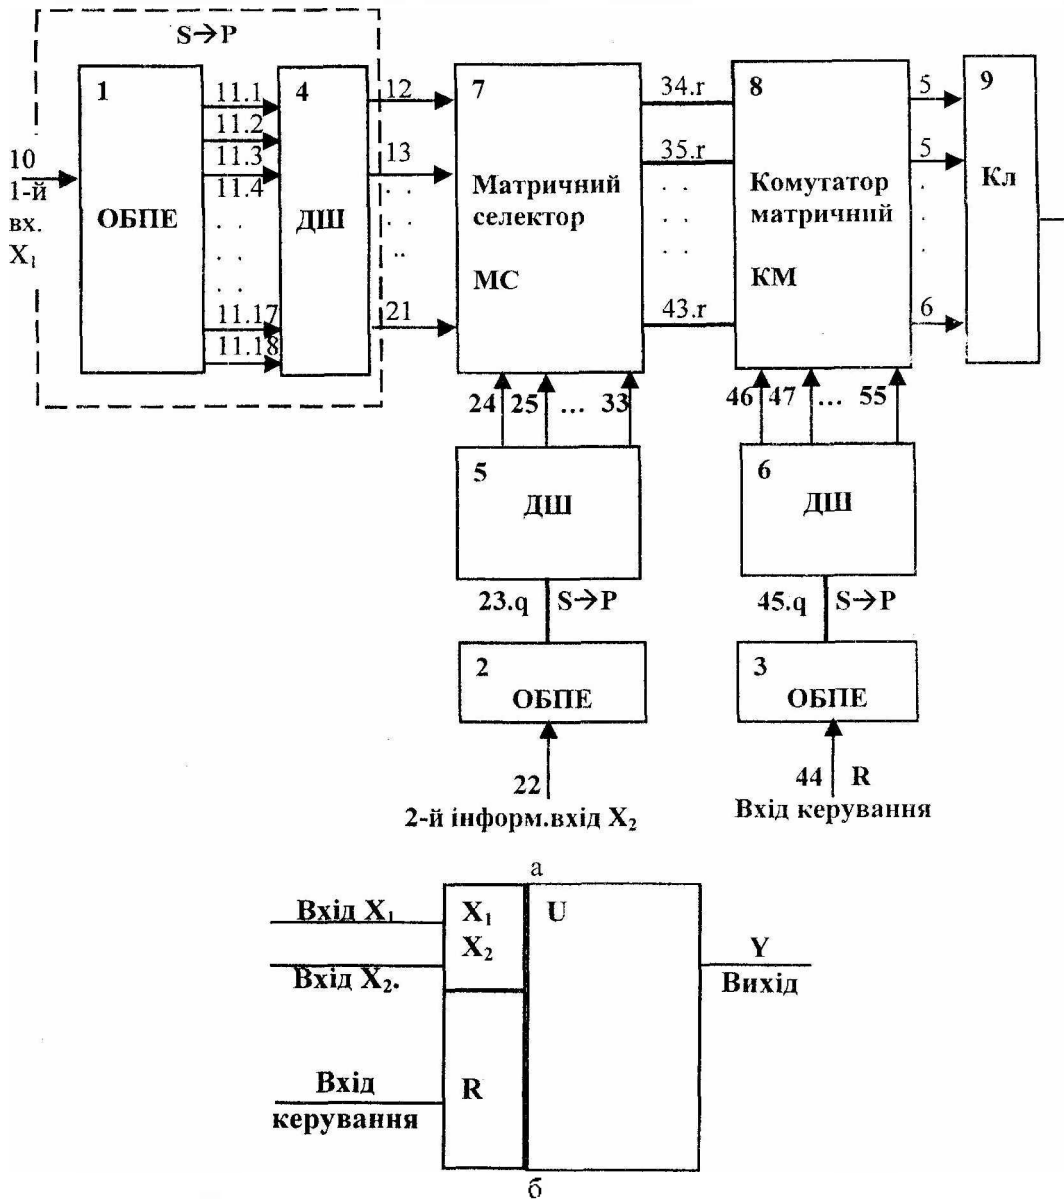 S→P
1
11.1
4
12
7
34.r
8
5
9
11.2
10
11.3
13
35.r
5
1-й
11.4
Матричний
Комутатор
Кл
вх.
ОБПЕ
ДШ
селектор
матричний
X₁
МС
КМ
11.17
21
43.r
6
11.18
24
25
...
33
46
47
...
55
5
6
ДШ
ДШ
23.q
S→P
45.q
S→P
2
3
ОБПЕ
ОБПЕ
22
44
R
2-й інформ.вхід X₂
Вхід керування
а
Вхід X₁
X₁
U
X₂
Y
Вхід X₂.
Вихід
Вхід
R
керування
б